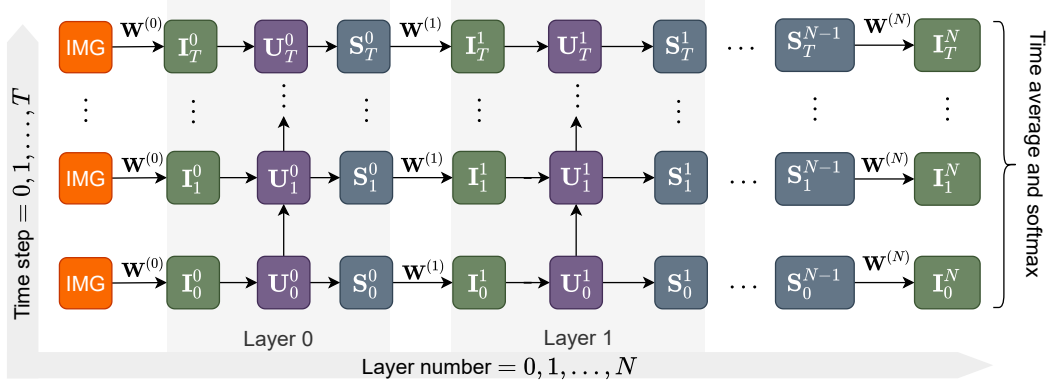 IMG W^{(0)} I_T^0 U_T^0 S_T^0 W^{(1)} I_T^1 U_T^1 S_T^1 ... S_T^{N-1} W^{(N)} I_T^N
⋮ ⋮ ⋮ ⋮ ⋮ ⋮ ⋮ ⋮ ⋮
IMG W^{(0)} I_1^0 U_1^0 S_1^0 W^{(1)} I_1^1 U_1^1 S_1^1 ... S_1^{N-1} W^{(N)} I_1^N
IMG W^{(0)} I_0^0 U_0^0 S_0^0 W^{(1)} I_0^1 U_0^1 S_0^1 ... S_0^{N-1} W^{(N)} I_0^N
Layer 0
Layer 1
Layer number = 0, 1, . . . , N
Time step = 0, 1, . . . , T
Time average and softmax